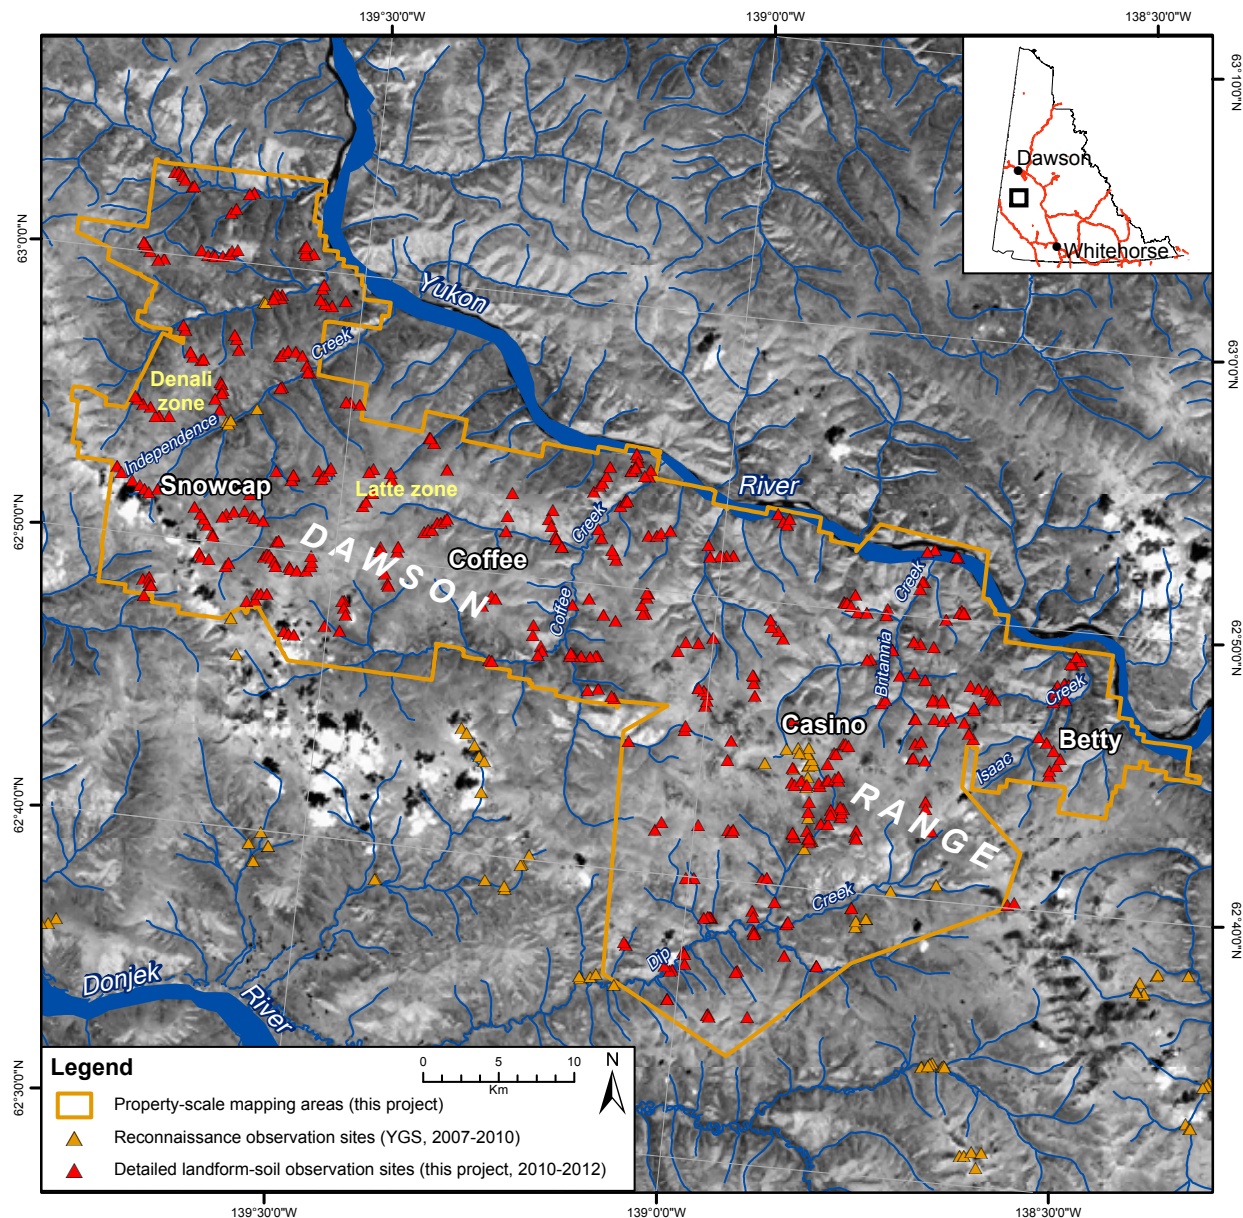 139°30'0"W
139°0'0"W
138°30'0"W
63°10'0"N
Dawson
Whitehorse
63°0'0"N
Yukon
Creek
63°0'0"N
Denali
zone
Independence
Snowcap
Latte zone
River
62°50'0"N
Creek
DAWSON
Coffee
Creek
Coffee
Britannia
62°50'0"N
Creek
Casino
Betty
Isaac
62°40'0"N
RANGE
Creek
62°40'0"N
Dip
Donjek
River
Legend
0 5 10
Km
N
Property-scale mapping areas (this project)
Reconnaissance observation sites (YGS, 2007-2010)
Detailed landform-soil observation sites (this project, 2010-2012)
62°30'0"N
139°30'0"W
139°0'0"W
138°30'0"W